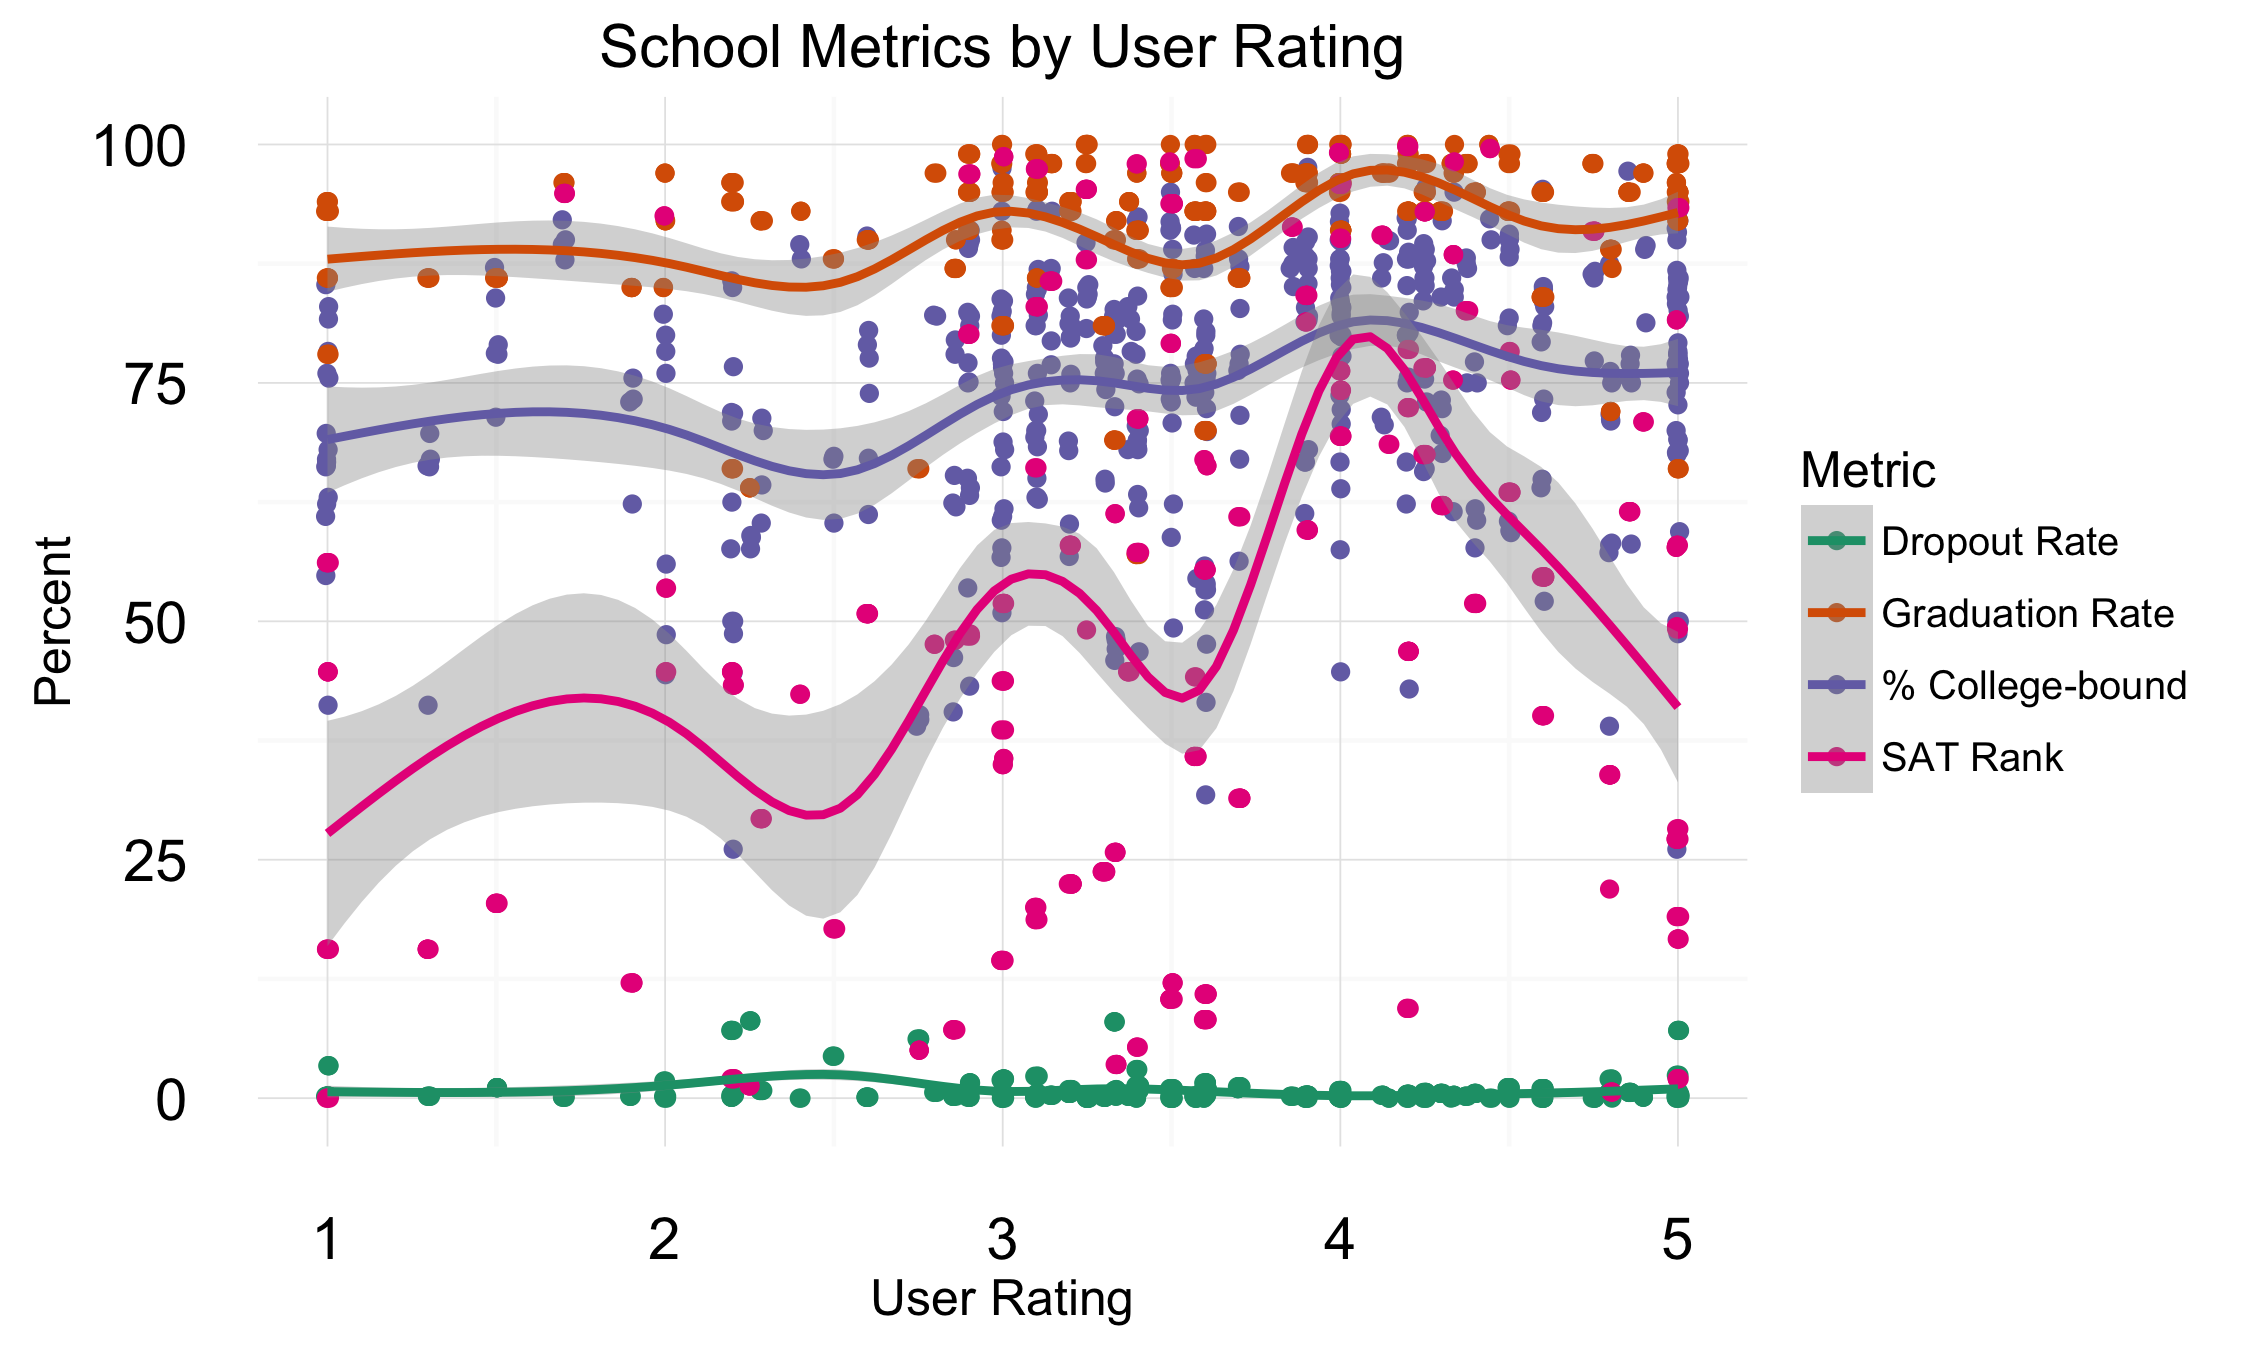 School Metrics by User Rating
100
75
50
25
0
Percent
1 2 3 4 5
User Rating
Metric
Dropout Rate
Graduation Rate
% College-bound
SAT Rank